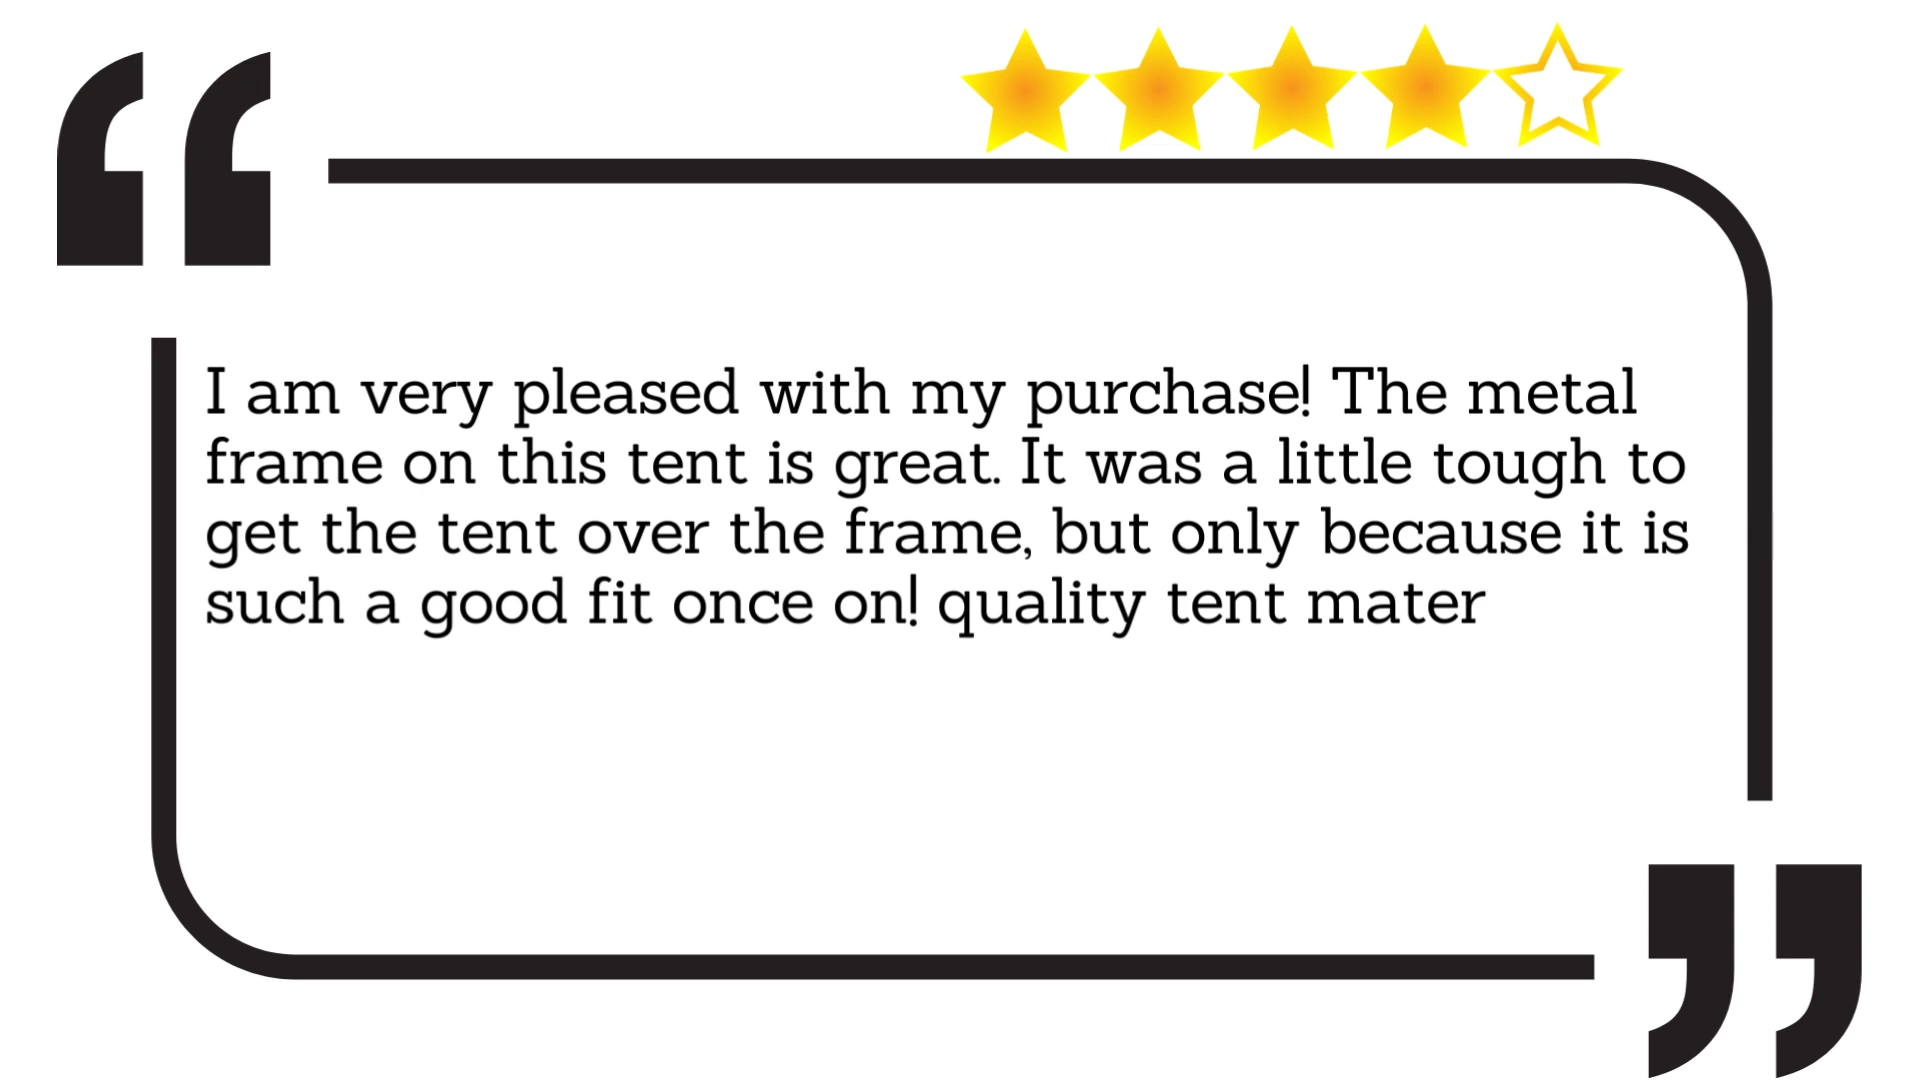 I am very pleased with my purchase! The metal
frame on this tent is great. It was a little tough to
get the tent over the frame, but only because it is
such a good fit once on! quality tent mater